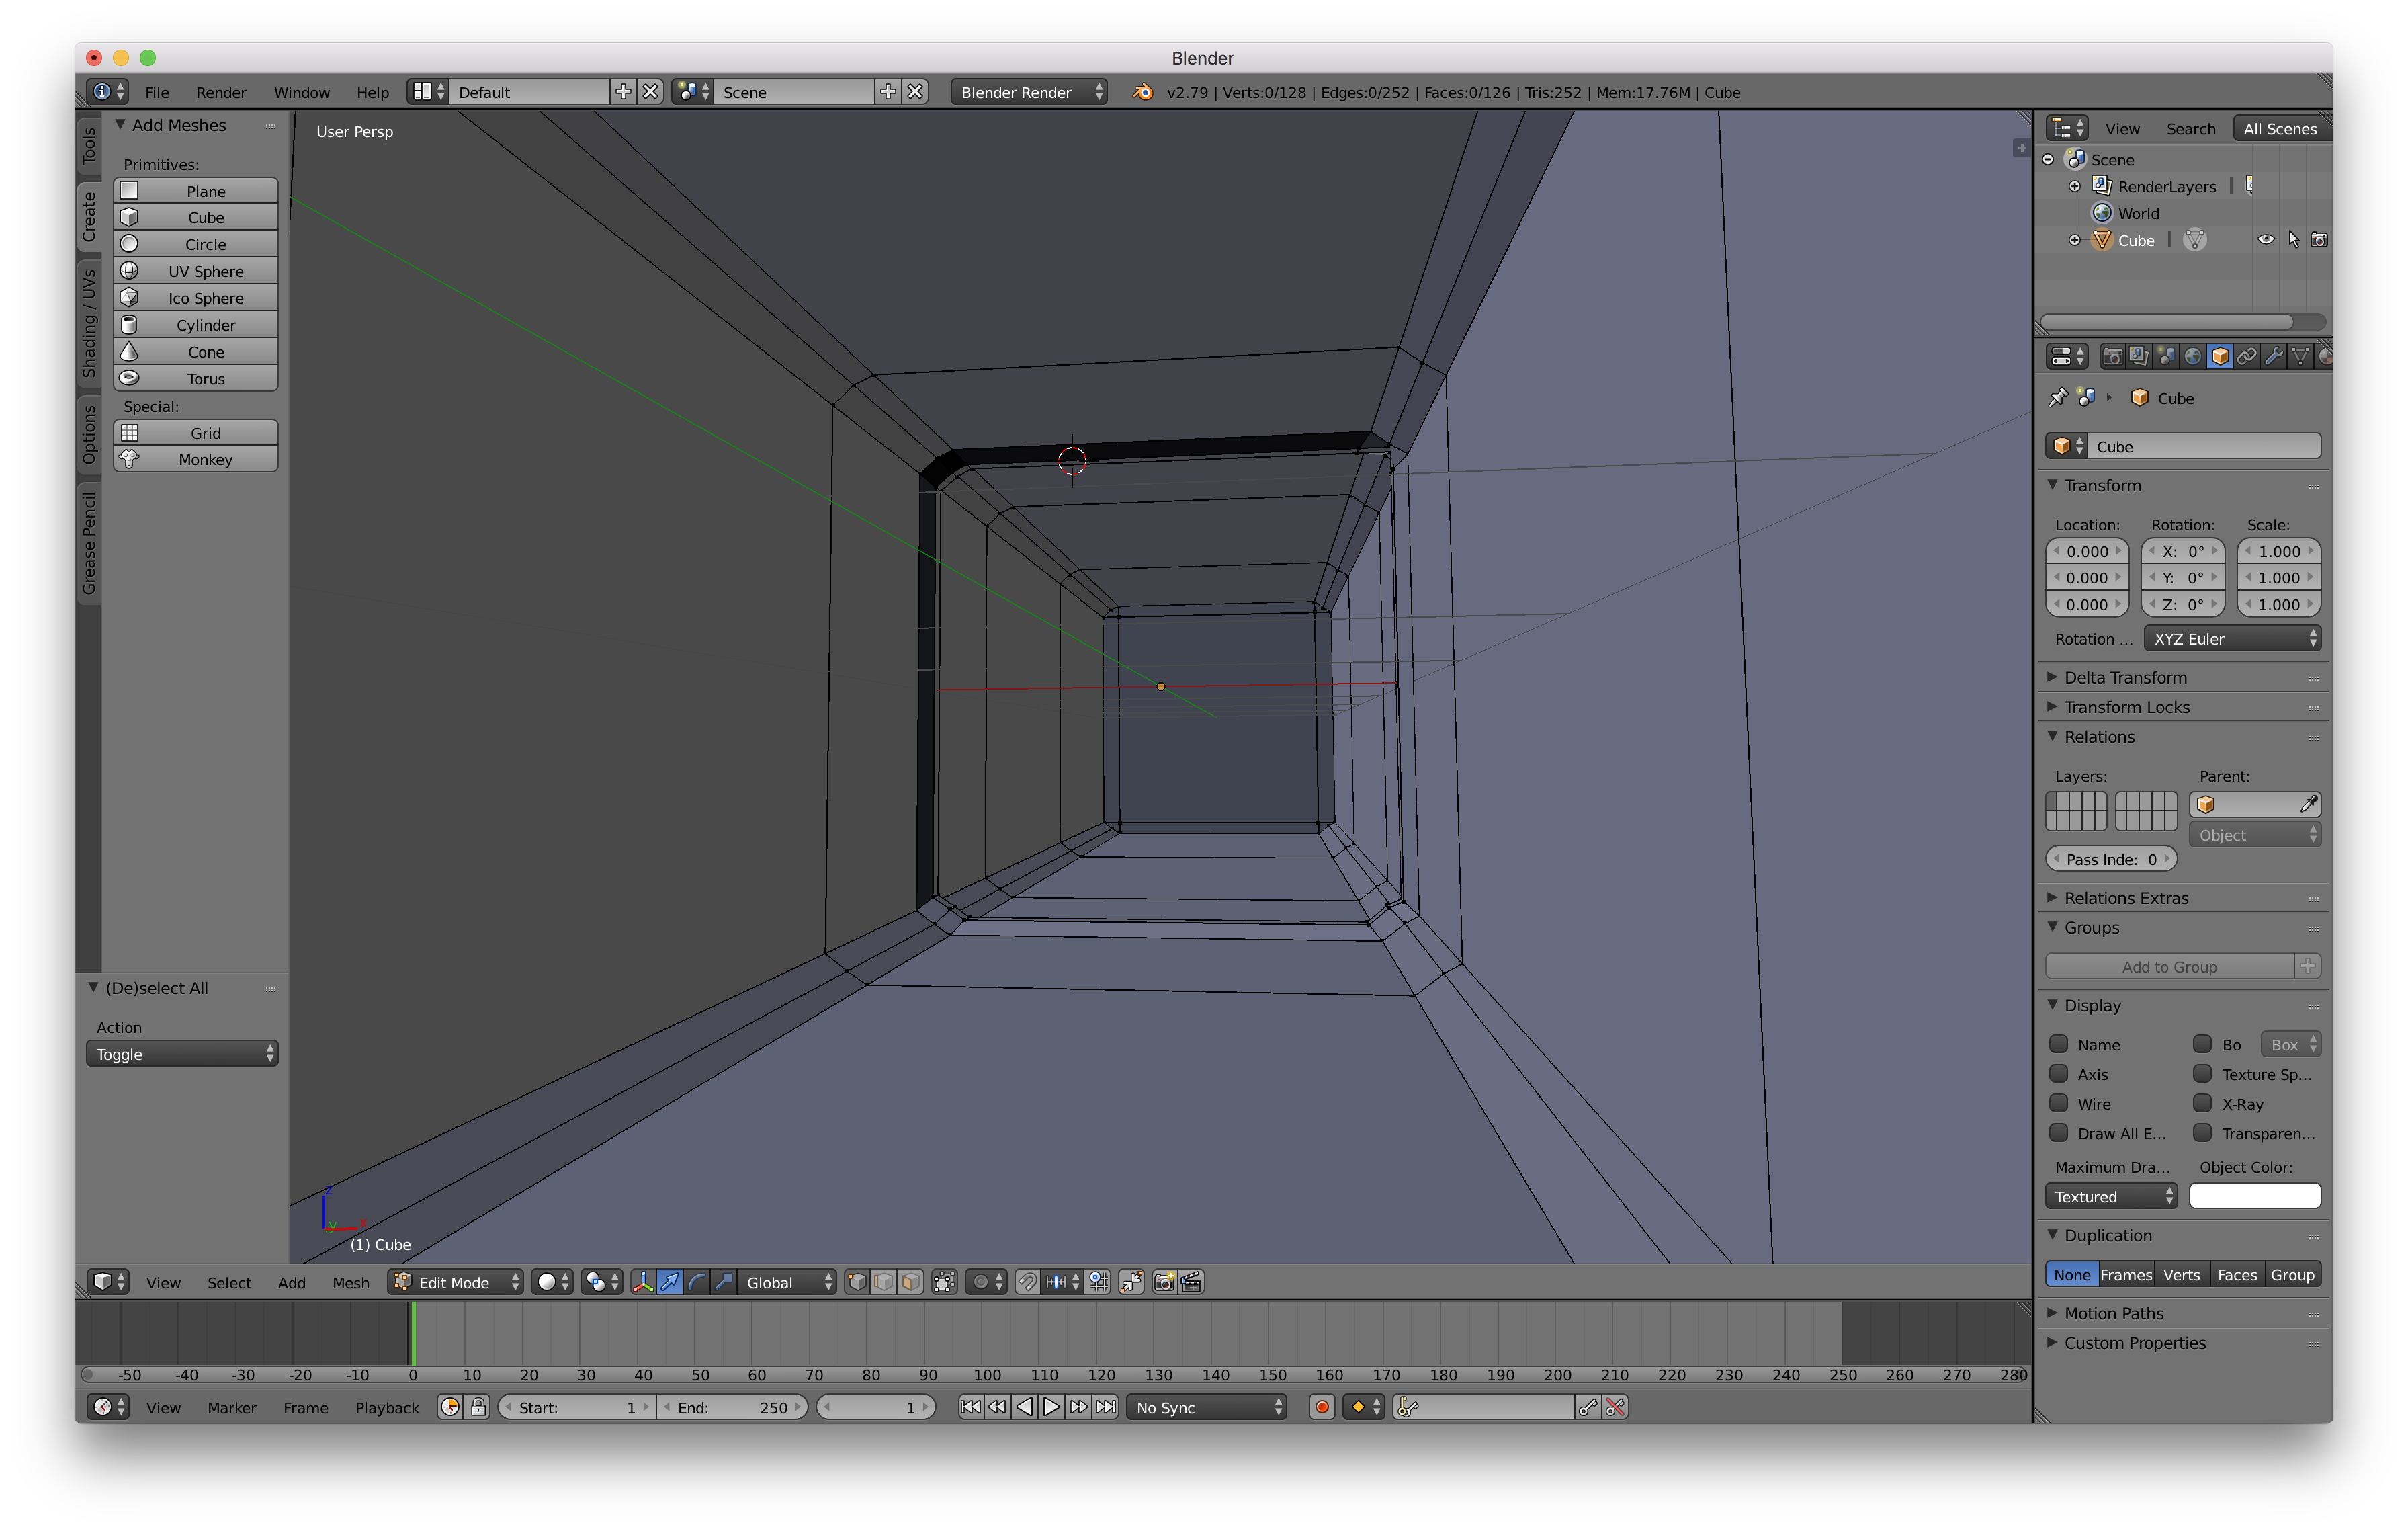 Blender
File Render Window Help Default Scene Blender Render v2.79 | Verts:0/128 | Edges:0/252 | Faces:0/126 | Tris:252 | Mem:17.76M | Cube
Tools
Create
Shading / UVs
Options
Grease Pencil
Add Meshes
Primitives:
Plane
Cube
Circle
UV Sphere
Ico Sphere
Cylinder
Cone
Torus
Special:
Grid
Monkey
(De)select All
Action
Toggle
User Persp
z
y x
(1) Cube
View Select Add Mesh Edit Mode Global
-50 -40 -30 -20 -10 0 10 20 30 40 50 60 70 80 90 100 110 120 130 140 150 160 170 180 190 200 210 220 230 240 250 260 270 280
View Marker Frame Playback Start: 1 End: 250 1 No Sync
View Search All Scenes
Scene
RenderLayers |
World
Cube |
Cube
Cube
Transform
Location: Rotation: Scale:
0.000 X: 0° 1.000
0.000 Y: 0° 1.000
0.000 Z: 0° 1.000
Rotation ... XYZ Euler
Delta Transform
Transform Locks
Relations
Layers: Parent:
Object
Pass Inde: 0
Relations Extras
Groups
Add to Group
Display
Name Bo Box
Axis Texture Sp...
Wire X-Ray
Draw All E... Transparen...
Maximum Dra... Object Color:
Textured
Duplication
None Frames Verts Faces Group
Motion Paths
Custom Properties